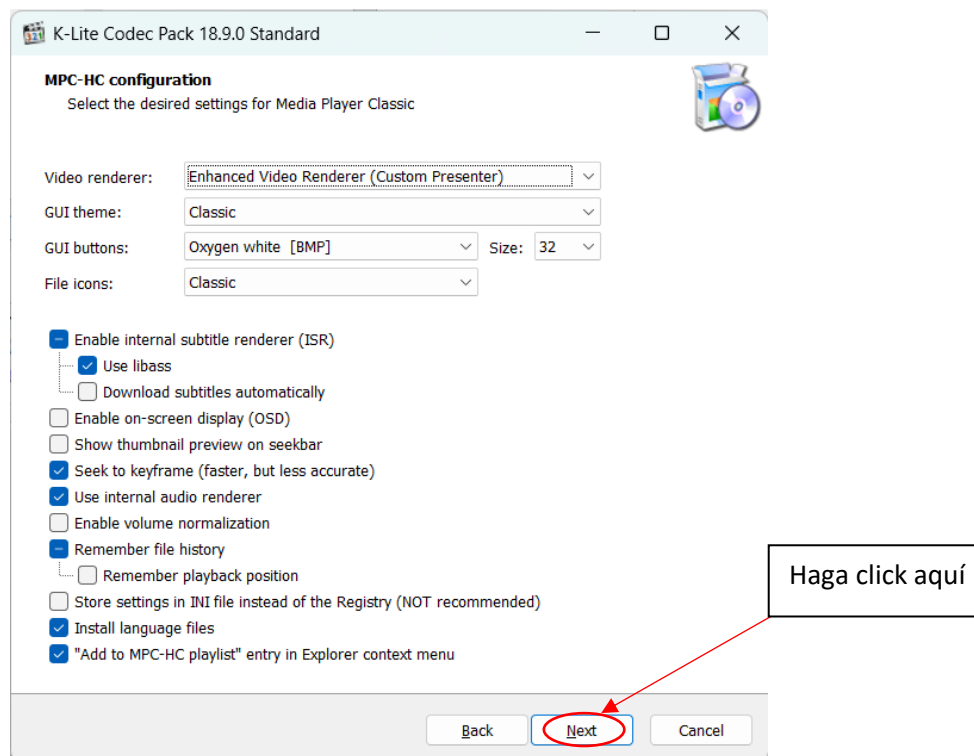 K-Lite Codec Pack 18.9.0 Standard
MPC-HC configuration
Select the desired settings for Media Player Classic
Video renderer: Enhanced Video Renderer (Custom Presenter)
GUI theme: Classic
GUI buttons: Oxygen white [BMP] Size: 32
File icons: Classic
Enable internal subtitle renderer (ISR)
Use libass
Download subtitles automatically
Enable on-screen display (OSD)
Show thumbnail preview on seekbar
Seek to keyframe (faster, but less accurate)
Use internal audio renderer
Enable volume normalization
Remember file history
Remember playback position
Store settings in INI file instead of the Registry (NOT recommended)
Install language files
"Add to MPC-HC playlist" entry in Explorer context menu
Haga click aquí
Back Next Cancel